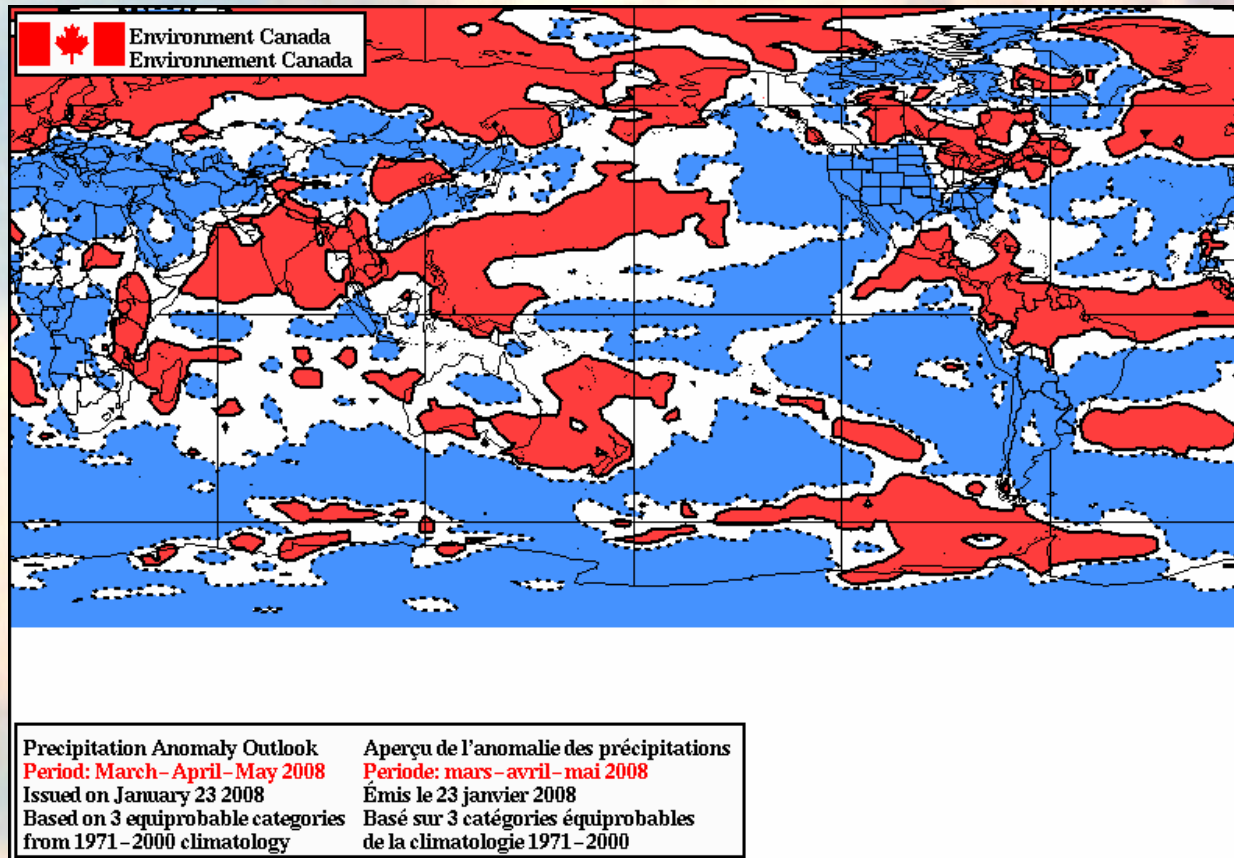 Environment Canada
Environnement Canada
Precipitation Anomaly Outlook
Period: March-April-May 2008
Issued on January 23 2008
Based on 3 equiprobable categories
from 1971-2000 climatology
Aperçu de l'anomalie des précipitations
Periode: mars-avril-mai 2008
Émis le 23 janvier 2008
Basé sur 3 catégories équiprobables
de la climatologie 1971-2000